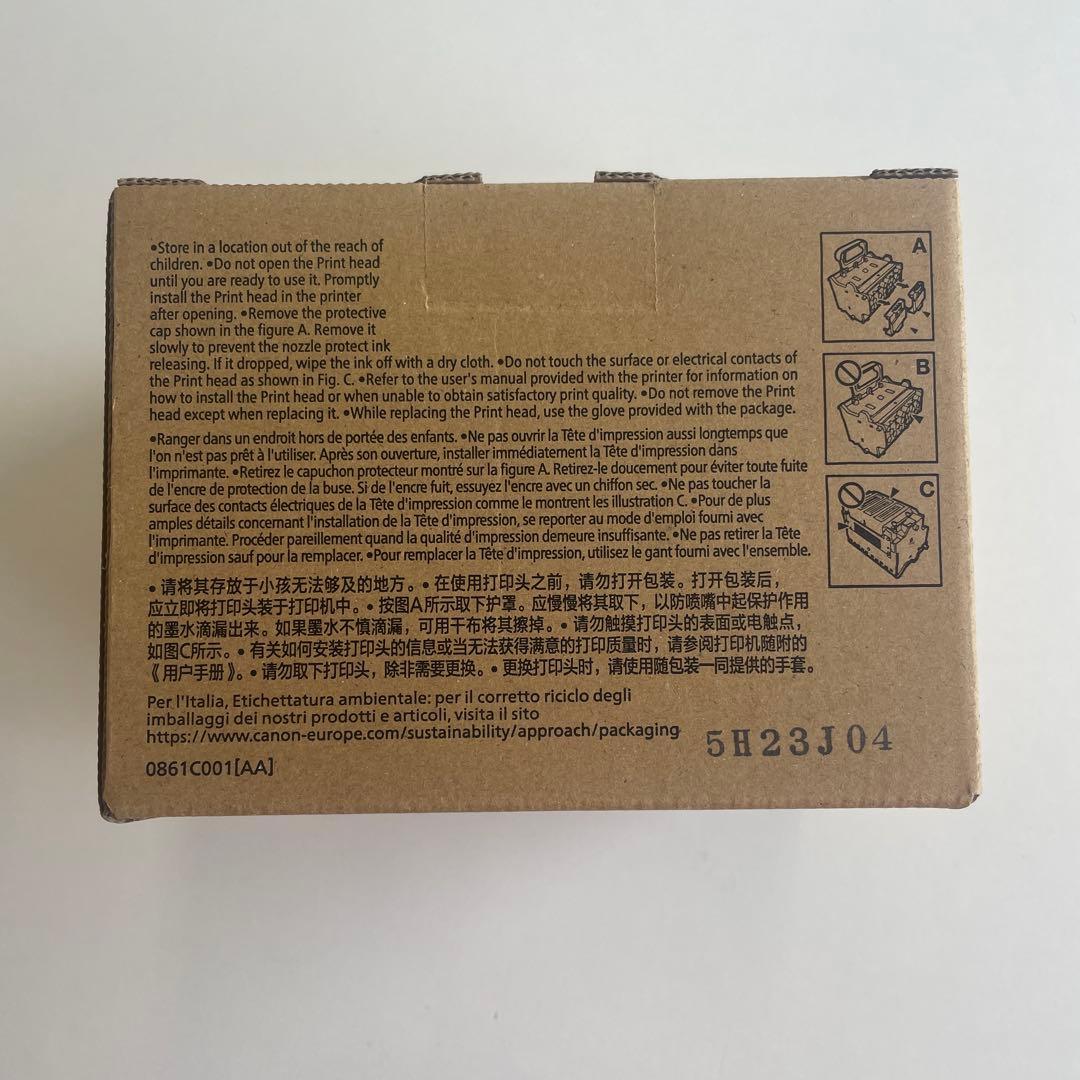 •Store in a location out of the reach of
children. •Do not open the Print head
until you are ready to use it. Promptly
install the Print head in the printer
after opening. •Remove the protective
cap shown in the figure A. Remove it
slowly to prevent the nozzle protect ink
releasing. If it dropped, wipe the ink off with a dry cloth. •Do not touch the surface or electrical contacts of
the Print head as shown in Fig. C. •Refer to the user's manual provided with the printer for information on
how to install the Print head or when unable to obtain satisfactory print quality. •Do not remove the Print
head except when replacing it. •While replacing the Print head, use the glove provided with the package.
•Ranger dans un endroit hors de portée des enfants. •Ne pas ouvrir la Tête d'impression aussi longtemps que
l'on n'est pas prêt à l'utiliser. Après son ouverture, installer immédiatement la Tête d'impression dans
l'imprimante. •Retirez le capuchon protecteur montré sur la figure A. Retirez-le doucement pour éviter toute fuite
de l'encre de protection de la buse. Si de l'encre fuit, essuyez l'encre avec un chiffon sec. •Ne pas toucher la
surface des contacts électriques de la Tête d'impression comme le montrent les illustration C. •Pour de plus
amples détails concernant l'installation de la Tête d'impression, se reporter au mode d'emploi fourni avec
l'imprimante. Procéder pareillement quand la qualité d'impression demeure insuffisante. •Ne pas retirer la Tête
d'impression sauf pour la remplacer. •Pour remplacer la Tête d'impression, utilisez le gant fourni avec l'ensemble.
• 请将其存放于小孩无法够及的地方。• 在使用打印头之前，请勿打开包装。打开包装后，
应立即将打印头装于打印机中。• 按图A所示取下护罩。应慢慢将其取下，以防喷嘴中起保护作用
的墨水滴漏出来。如果墨水不慎滴漏，可用干布将其擦掉。• 请勿触摸打印头的表面或电触点，
如图C所示。• 有关如何安装打印头的信息或当无法获得满意的打印质量时，请参阅打印机随附的
《用户手册》。• 请勿取下打印头，除非需要更换。• 更换打印头时，请使用随包装一同提供的手套。
Per l'Italia, Etichettatura ambientale: per il corretto riciclo degli
imballaggi dei nostri prodotti e articoli, visita il sito
https://www.canon-europe.com/sustainability/approach/packaging
5H23J04
0861C001[AA]
A
B
C